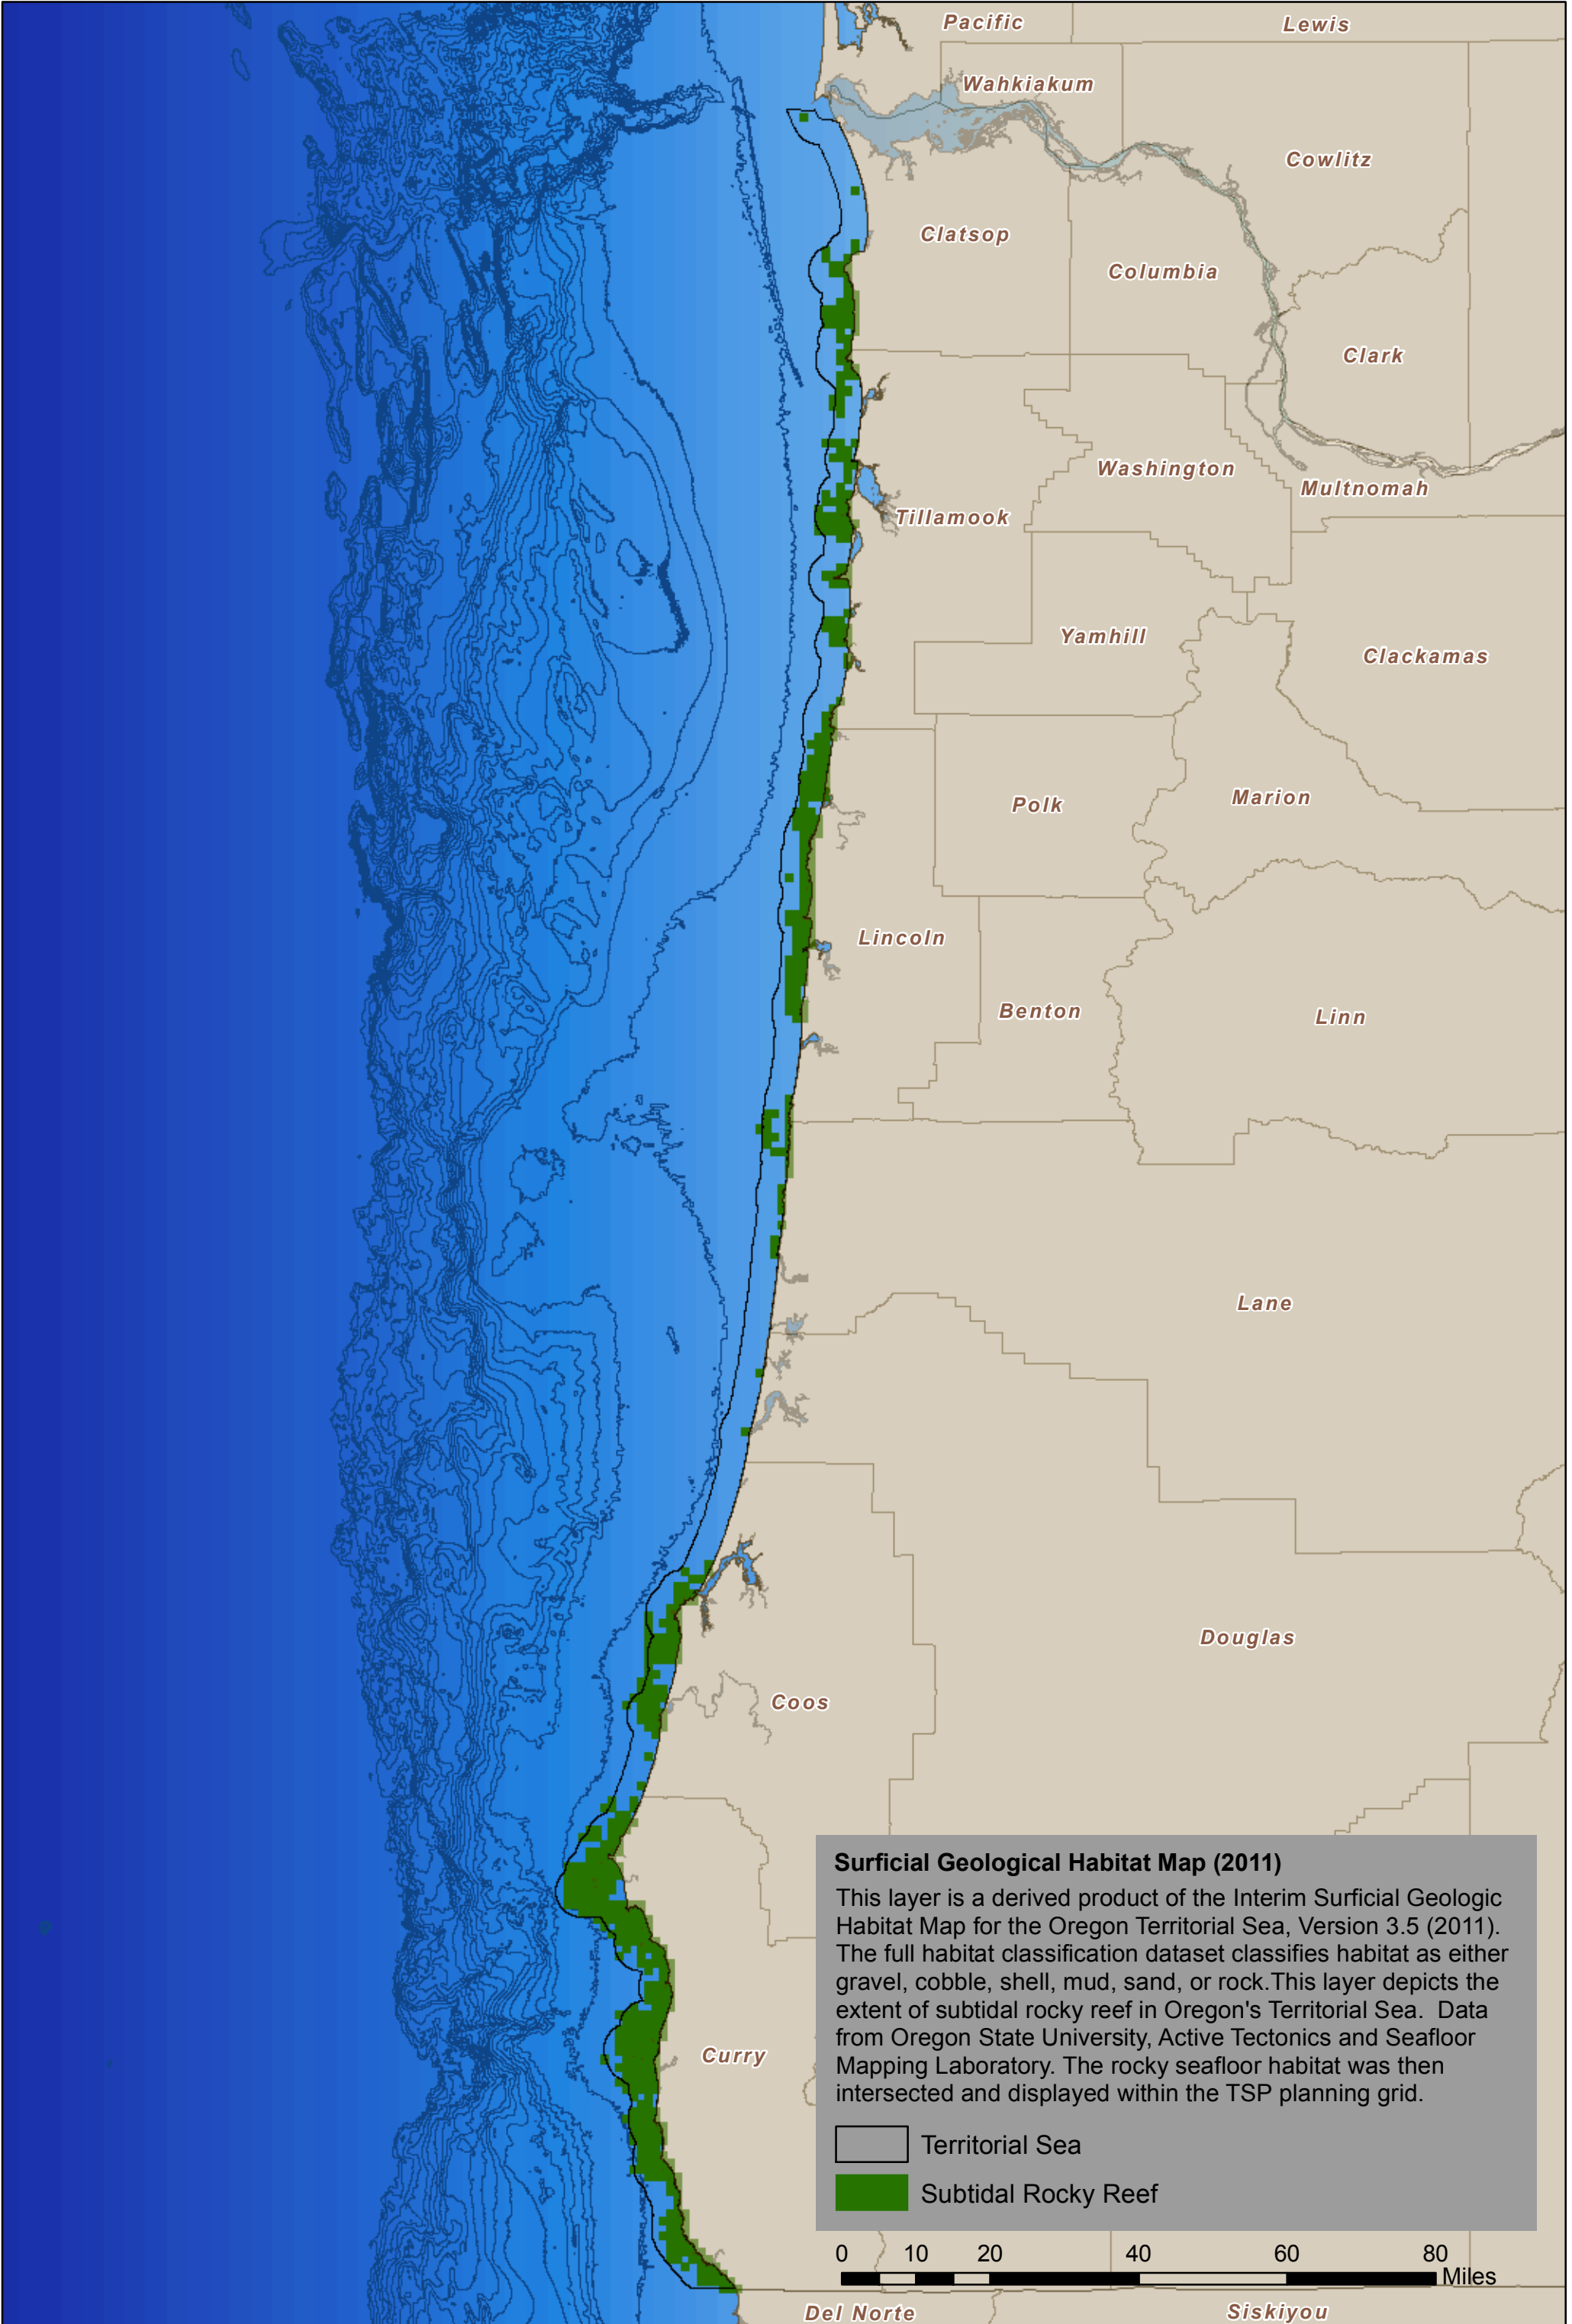 Pacific
Lewis
Wahkiakum
Cowlitz
Clatsop
Columbia
Clark
Washington
Multnomah
Tillamook
Yamhill
Clackamas
Polk
Marion
Lincoln
Benton
Linn
Lane
Douglas
Coos
Curry
Surficial Geological Habitat Map (2011)
This layer is a derived product of the Interim Surficial Geologic
Habitat Map for the Oregon Territorial Sea, Version 3.5 (2011).
The full habitat classification dataset classifies habitat as either
gravel, cobble, shell, mud, sand, or rock.This layer depicts the
extent of subtidal rocky reef in Oregon's Territorial Sea.  Data
from Oregon State University, Active Tectonics and Seafloor
Mapping Laboratory. The rocky seafloor habitat was then
intersected and displayed within the TSP planning grid.
Territorial Sea
Subtidal Rocky Reef
0 10 20 40 60 80
Miles
Del Norte
Siskiyou